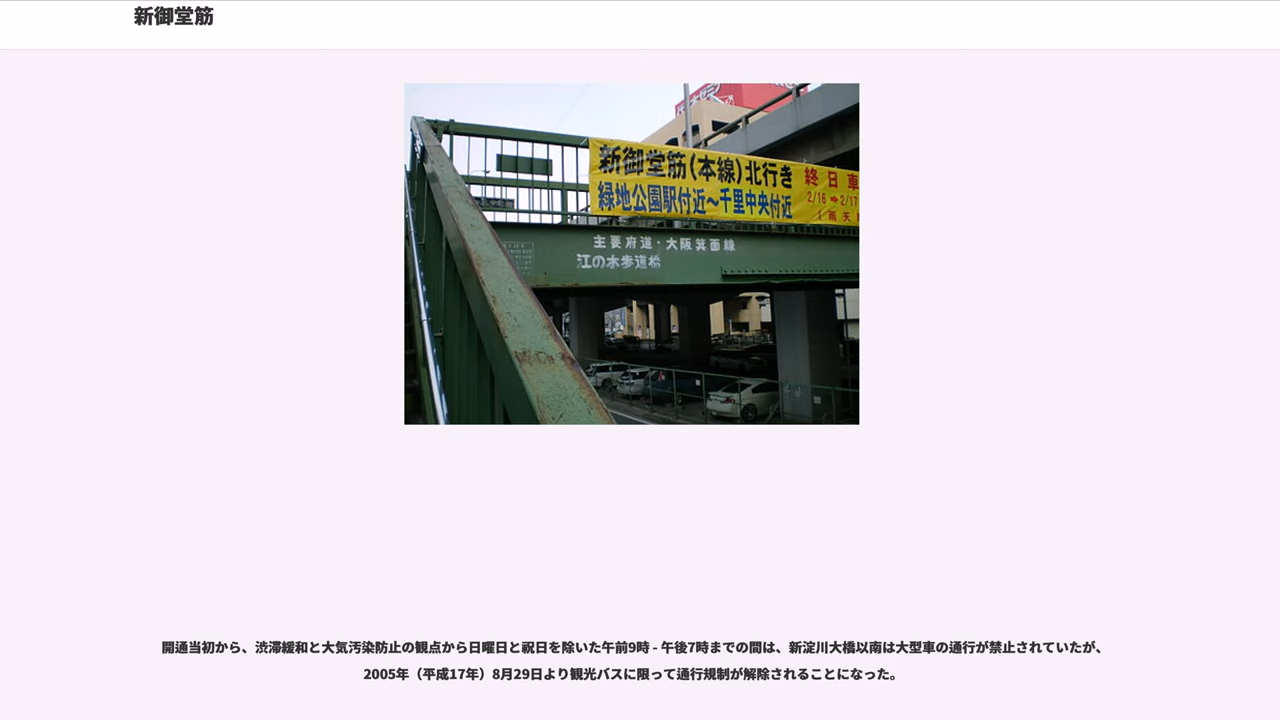 新御堂筋
新御堂筋(本線)北行き
緑地公園駅付近～千里中央付近
終日車
2/16➡2/17
(雨天
主要府道・大阪箕面線
江の木歩道橋
開通当初から、渋滞緩和と大気汚染防止の観点から日曜日と祝日を除いた午前9時 - 午後7時までの間は、新淀川大橋以南は大型車の通行が禁止されていたが、
2005年（平成17年）8月29日より観光バスに限って通行規制が解除されることになった。